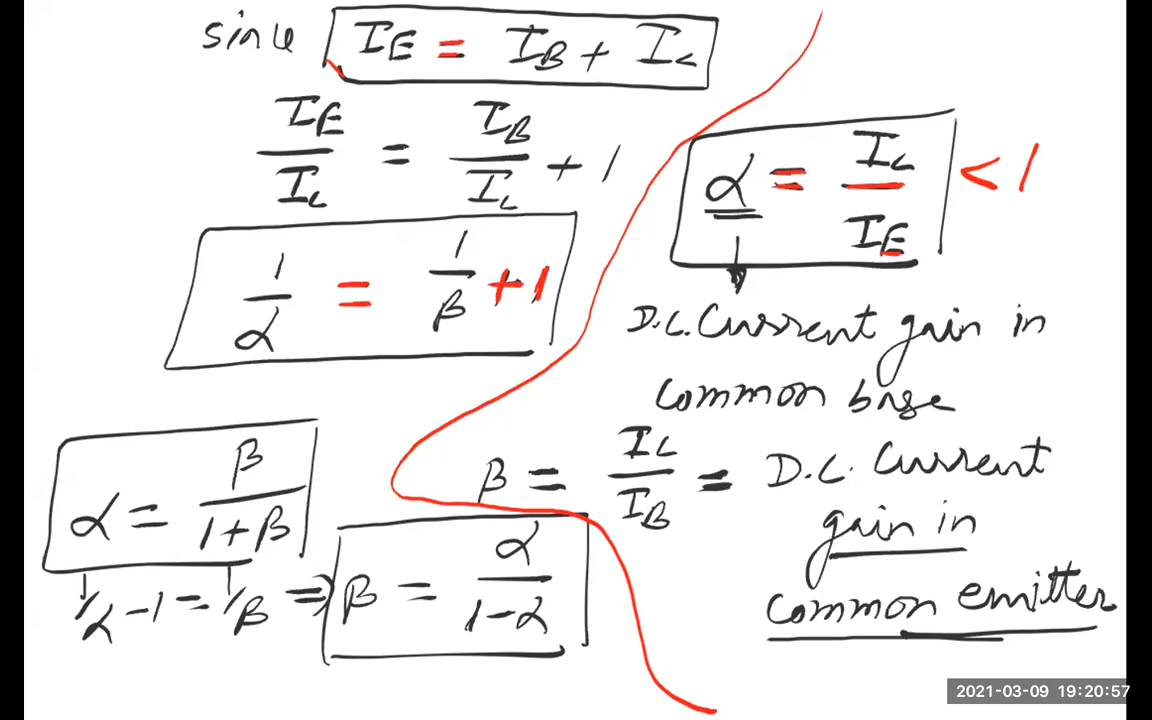 since I_E = I_B + I_C
I_E/I_C = I_B/I_C + 1
1/α = 1/β + 1
α = β/(1+β)
1/α - 1 = 1/β ⇒ β = α/(1-α)
α = I_C/I_E < 1
D.C. Current gain in
common base
β = I_C/I_B = D.C. Current
gain in
common emitter
2021-03-09 19:20:57